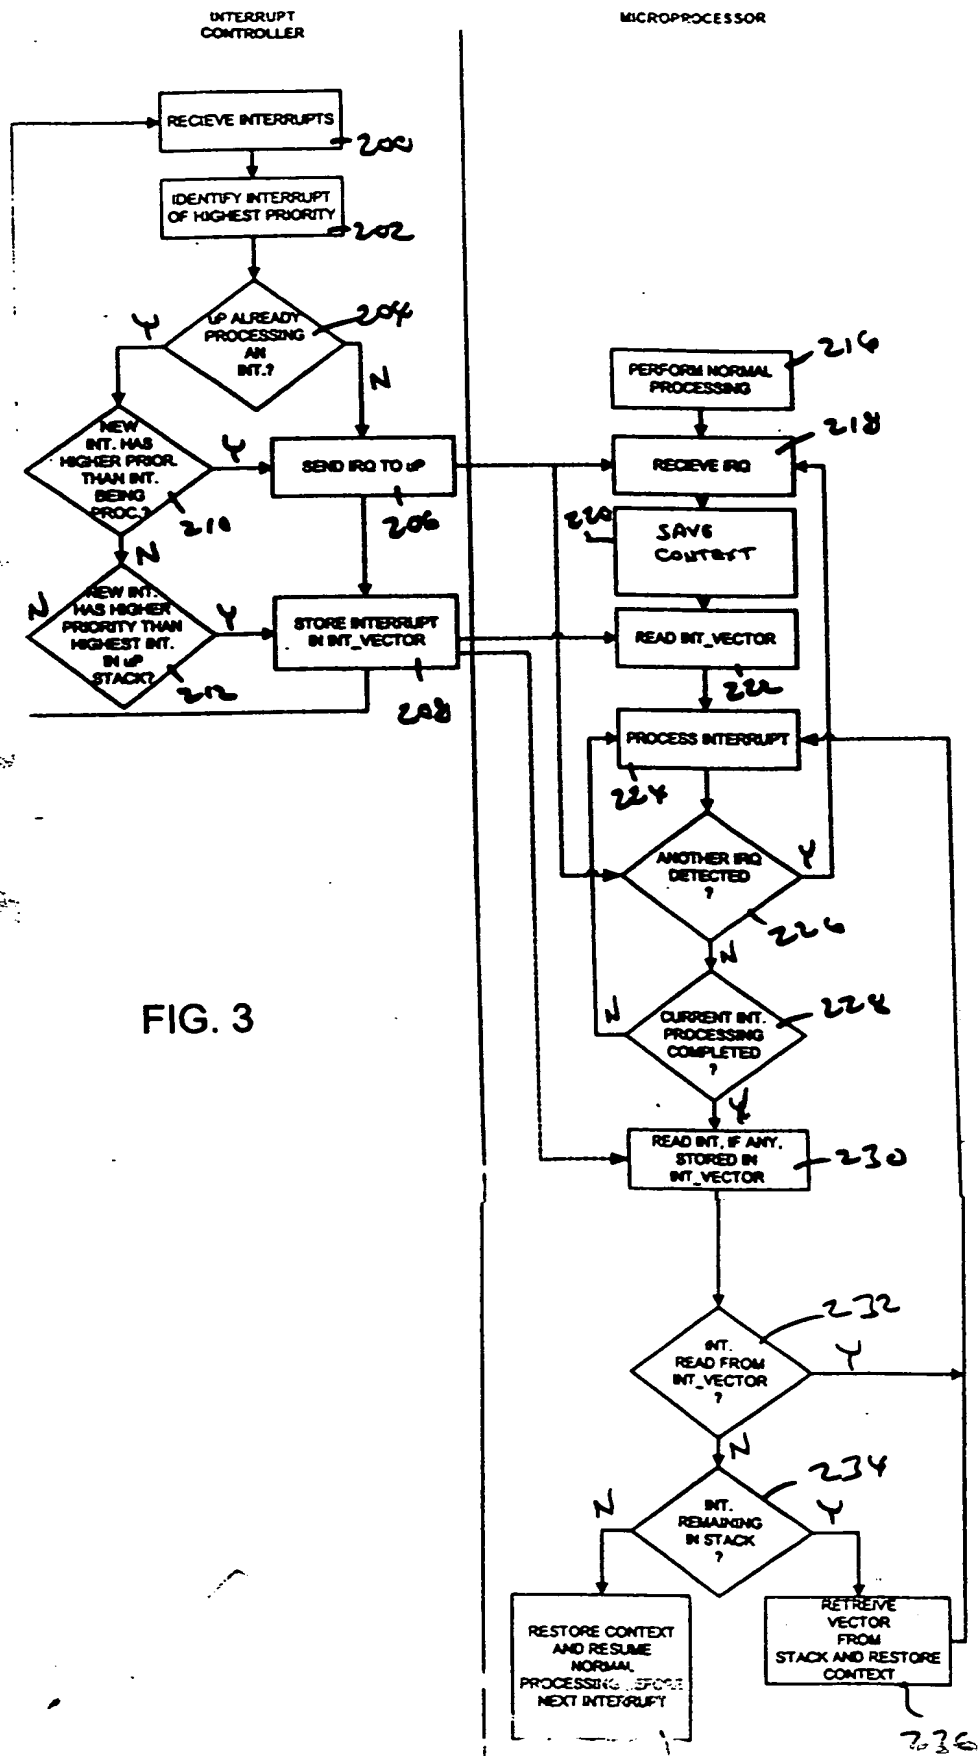 INTERRUPT
CONTROLLER
MICROPROCESSOR
RECIEVE INTERRUPTS
200
IDENTIFY INTERRUPT
OF HIGHEST PRIORITY
202
uP ALREADY
PROCESSING
AN
INT.?
204
Y
N
NEW
INT. HAS
HIGHER PRIOR.
THAN INT.
BEING
PROC.?
210
Y
N
SEND IRQ TO uP
206
NEW INT.
HAS HIGHER
PRIORITY THAN
HIGHEST INT.
IN uP
STACK?
212
N
Y
STORE INTERRUPT
IN INT_VECTOR
208
PERFORM NORMAL
PROCESSING
216
RECIEVE IRQ
218
220
SAVE
CONTEXT
READ INT_VECTOR
222
PROCESS INTERRUPT
224
ANOTHER IRQ
DETECTED
?
Y
226
N
CURRENT INT.
PROCESSING
COMPLETED
?
228
N
Y
READ INT, IF ANY,
STORED IN
INT_VECTOR
230
INT.
READ FROM
INT_VECTOR
?
232
Y
N
INT.
REMAINING
IN STACK
?
234
N
Y
RESTORE CONTEXT
AND RESUME
NORMAL
PROCESSING BEFORE
NEXT INTERRUPT
RETREIVE
VECTOR
FROM
STACK AND RESTORE
CONTEXT
236
FIG. 3